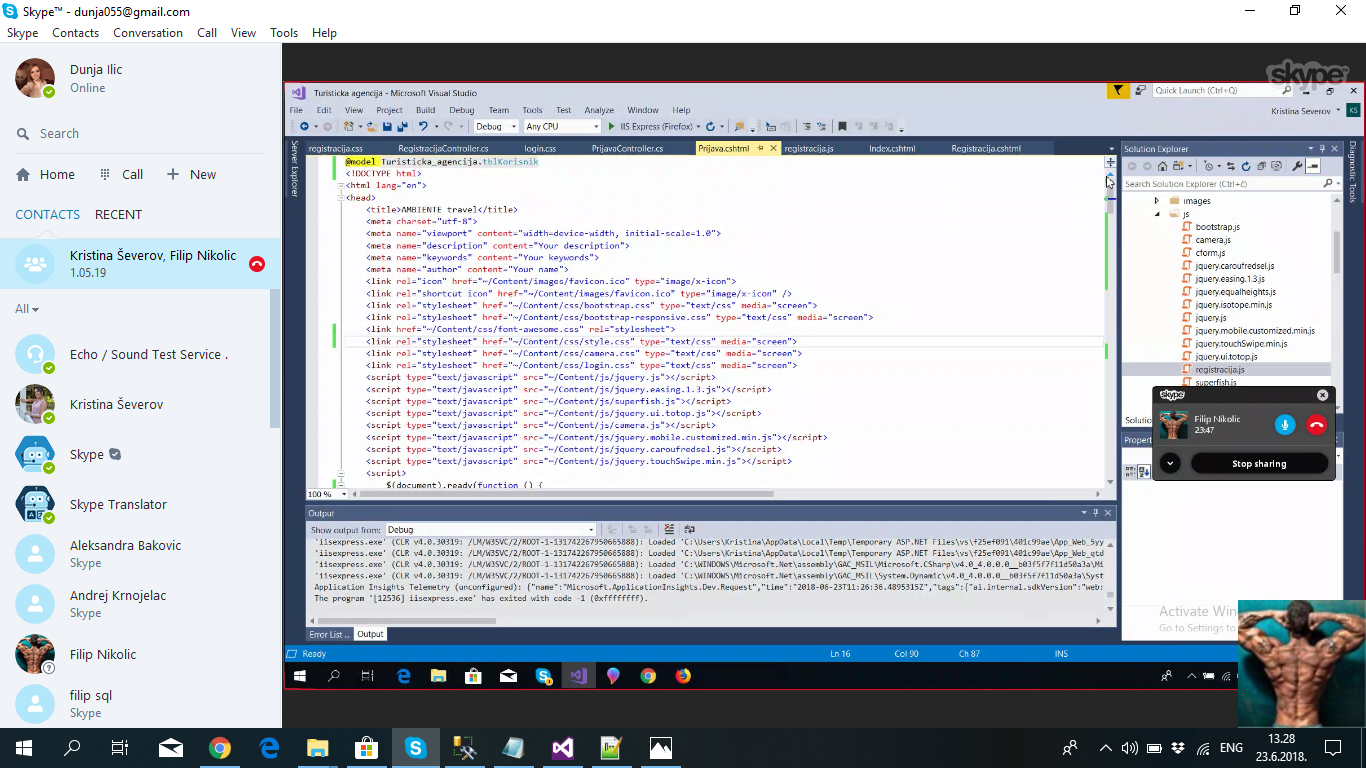 Skype™ - dunja055@gmail.com
Skype Contacts Conversation Call View Tools Help
Dunja Ilic
Online
Search
Home Call New
CONTACTS RECENT
Kristina Ševerov, Filip Nikolic
1.05.19
All
Echo / Sound Test Service .
Kristina Ševerov
Skype
Skype Translator
Aleksandra Bakovic
Skype
Andrej Krnojelac
Skype
Filip Nikolic
filip sql
Skype
skype
Turisticka agencija - Microsoft Visual Studio
Quick Launch (Ctrl+Q)
File Edit View Project Build Debug Team Tools Test Analyze Window Help
Kristina Severov KS
Debug Any CPU IIS Express (Firefox)
Server Explorer
registracija.css RegistracijaController.cs login.css PrijavaController.cs Prijava.cshtml registracija.js Index.cshtml Registracija.cshtml
@model Turisticka_agencija.tblKorisnik
<!DOCTYPE html>
<html lang="en">
<head>
<title>AMBIENTE travel</title>
<meta charset="utf-8">
<meta name="viewport" content="width=device-width, initial-scale=1.0">
<meta name="description" content="Your description">
<meta name="keywords" content="Your keywords">
<meta name="author" content="Your name">
<link rel="icon" href="~/Content/images/favicon.ico" type="image/x-icon">
<link rel="shortcut icon" href="~/Content/images/favicon.ico" type="image/x-icon" />
<link rel="stylesheet" href="~/Content/css/bootstrap.css" type="text/css" media="screen">
<link rel="stylesheet" href="~/Content/css/bootstrap-responsive.css" type="text/css" media="screen">
<link href="~/Content/css/font-awesome.css" rel="stylesheet">
<link rel="stylesheet" href="~/Content/css/style.css" type="text/css" media="screen">
<link rel="stylesheet" href="~/Content/css/camera.css" type="text/css" media="screen">
<link rel="stylesheet" href="~/Content/css/login.css" type="text/css" media="screen">
<script type="text/javascript" src="~/Content/js/jquery.js"></script>
<script type="text/javascript" src="~/Content/js/jquery.easing.1.3.js"></script>
<script type="text/javascript" src="~/Content/js/superfish.js"></script>
<script type="text/javascript" src="~/Content/js/jquery.ui.totop.js"></script>
<script type="text/javascript" src="~/Content/js/camera.js"></script>
<script type="text/javascript" src="~/Content/js/jquery.mobile.customized.min.js"></script>
<script type="text/javascript" src="~/Content/js/jquery.caroufredsel.js"></script>
<script type="text/javascript" src="~/Content/js/jquery.touchSwipe.min.js"></script>
<script>
$(document).ready(function () {
100 %
Solution Explorer
Search Solution Explorer (Ctrl+ć)
images
js
bootstrap.js
camera.js
cform.js
jquery.caroufredsel.js
jquery.easing.1.3.js
jquery.equalheights.js
jquery.isotope.min.js
jquery.js
jquery.mobile.customized.min.js
jquery.touchSwipe.min.js
jquery.ui.totop.js
registracija.js
superfish.js
Diagnostic Tools
Solution
Propert
skype
Filip Nikolic
23:47
Stop sharing
Output
Show output from: Debug
'iisexpress.exe' (CLR v4.0.30319: /LM/W3SVC/2/ROOT-1-131742267950665888): Loaded 'C:\Users\Kristina\AppData\Local\Temp\Temporary ASP.NET Files\vs\f25ef091\401c99ae\App_Web_5yy
'iisexpress.exe' (CLR v4.0.30319: /LM/W3SVC/2/ROOT-1-131742267950665888): Loaded 'C:\Users\Kristina\AppData\Local\Temp\Temporary ASP.NET Files\vs\f25ef091\401c99ae\App_Web_qtd
'iisexpress.exe' (CLR v4.0.30319: /LM/W3SVC/2/ROOT-1-131742267950665888): Loaded 'C:\WINDOWS\Microsoft.Net\assembly\GAC_MSIL\Microsoft.CSharp\v4.0_4.0.0.0__b03f5f7f11d50a3a\Mi
'iisexpress.exe' (CLR v4.0.30319: /LM/W3SVC/2/ROOT-1-131742267950665888): Loaded 'C:\WINDOWS\Microsoft.Net\assembly\GAC_MSIL\System.Dynamic\v4.0_4.0.0.0__b03f5f7f11d50a3a\Syst
Application Insights Telemetry (unconfigured): {"name":"Microsoft.ApplicationInsights.Dev.Request","time":"2018-06-23T11:26:36.4895315Z","tags":{"ai.internal.sdkVersion":"web:
The program '[12536] iisexpress.exe' has exited with code -1 (0xffffffff).
Error List ... Output
Activate Win
Go to Settings to
Ready Ln 16 Col 90 Ch 87 INS
ENG
13.28
23.6.2018.